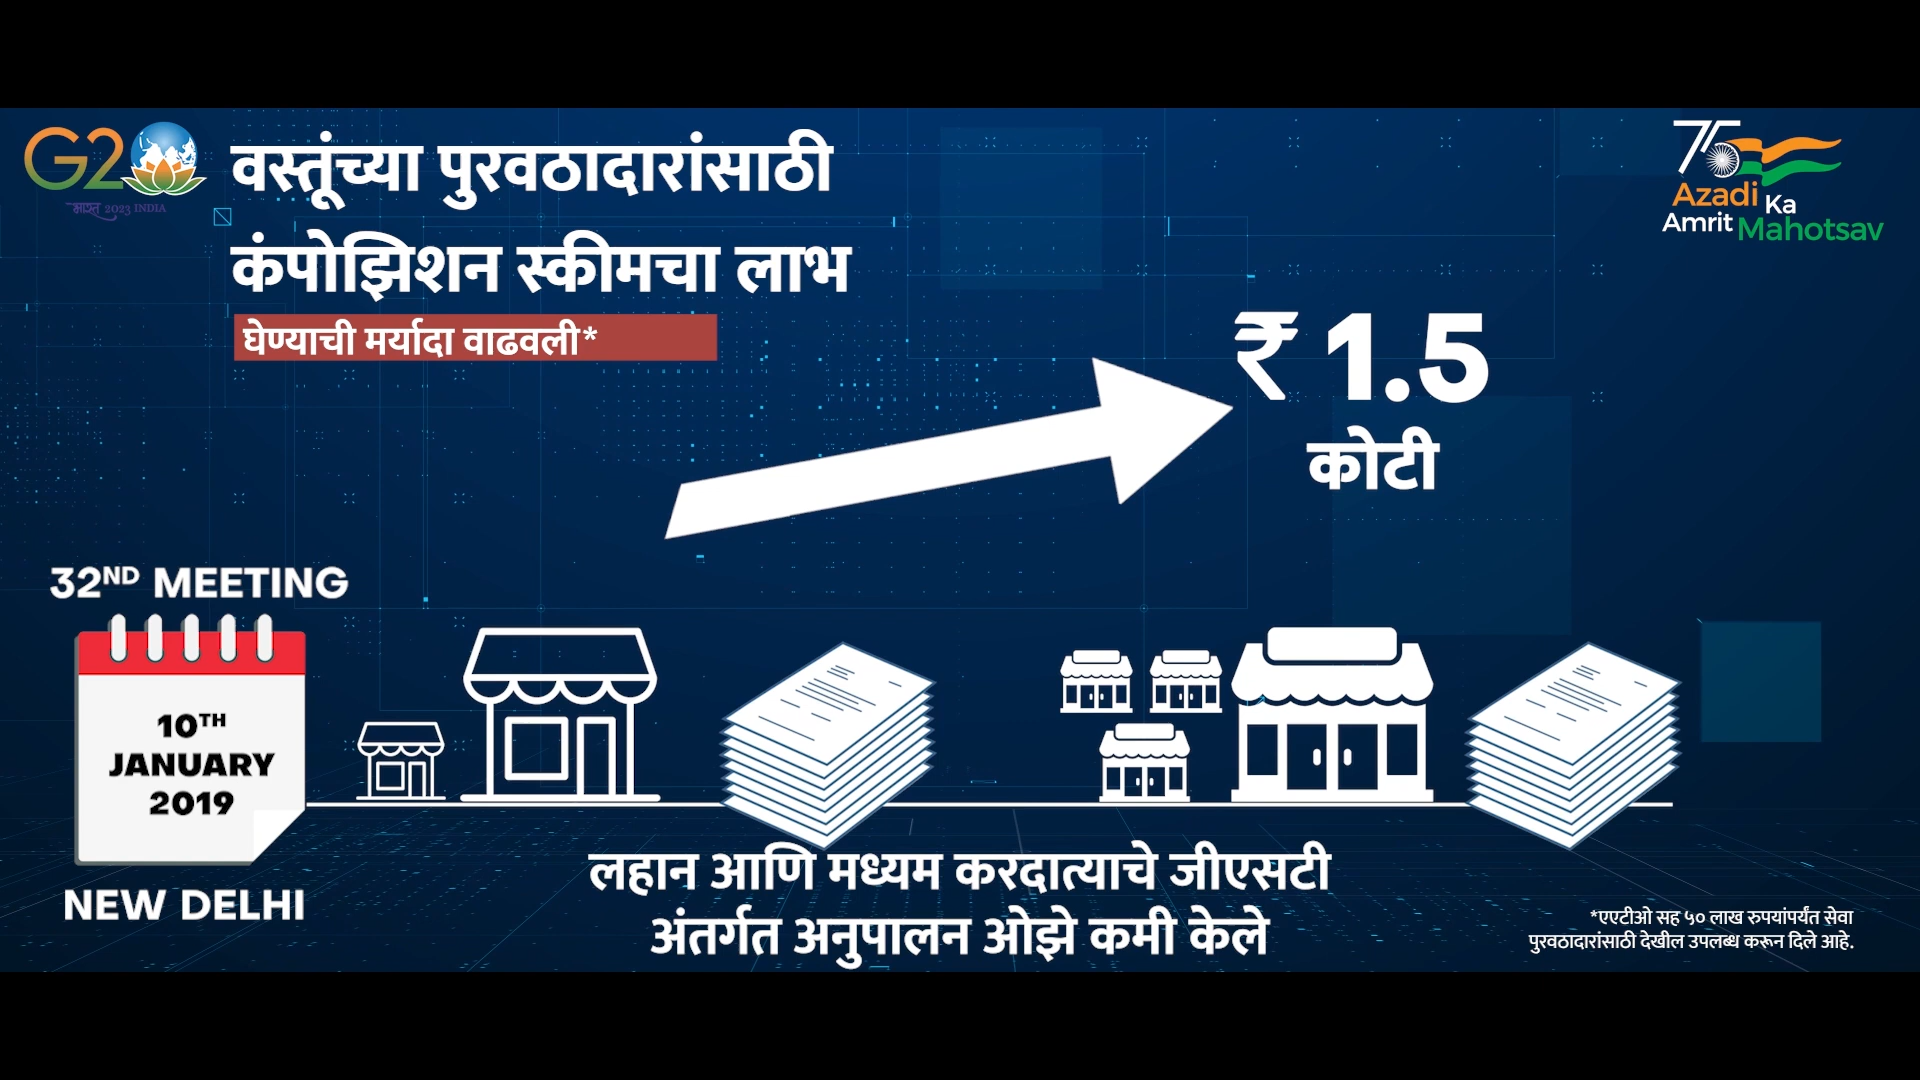 G20
भारत 2023 INDIA
वस्तूंच्या पुरवठादारांसाठी
कंपोझिशन स्कीमचा लाभ
घेण्याची मर्यादा वाढवली*
75
Azadi Ka
Amrit Mahotsav
₹ 1.5
कोटी
32ND MEETING
10TH
JANUARY
2019
NEW DELHI
लहान आणि मध्यम करदात्याचे जीएसटी
अंतर्गत अनुपालन ओझे कमी केले
*एएटीओ सह ५० लाख रुपयांपर्यंत सेवा
पुरवठादारांसाठी देखील उपलब्ध करून दिले आहे.